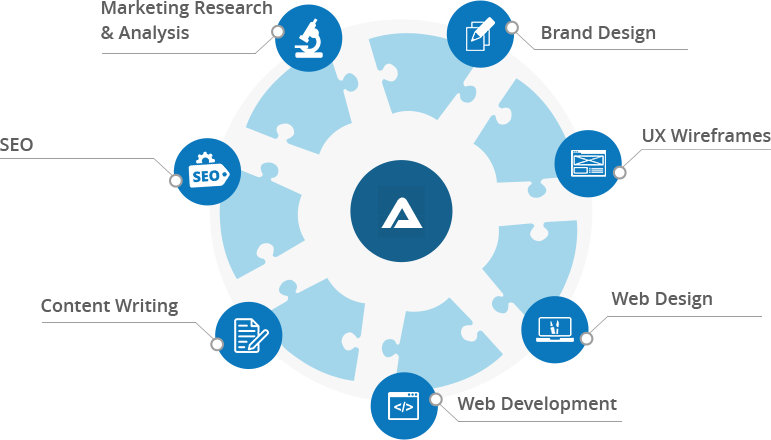 Marketing Research
& Analysis
Brand Design
UX Wireframes
SEO
SEO
Content Writing
Web Design
Web Development
</>